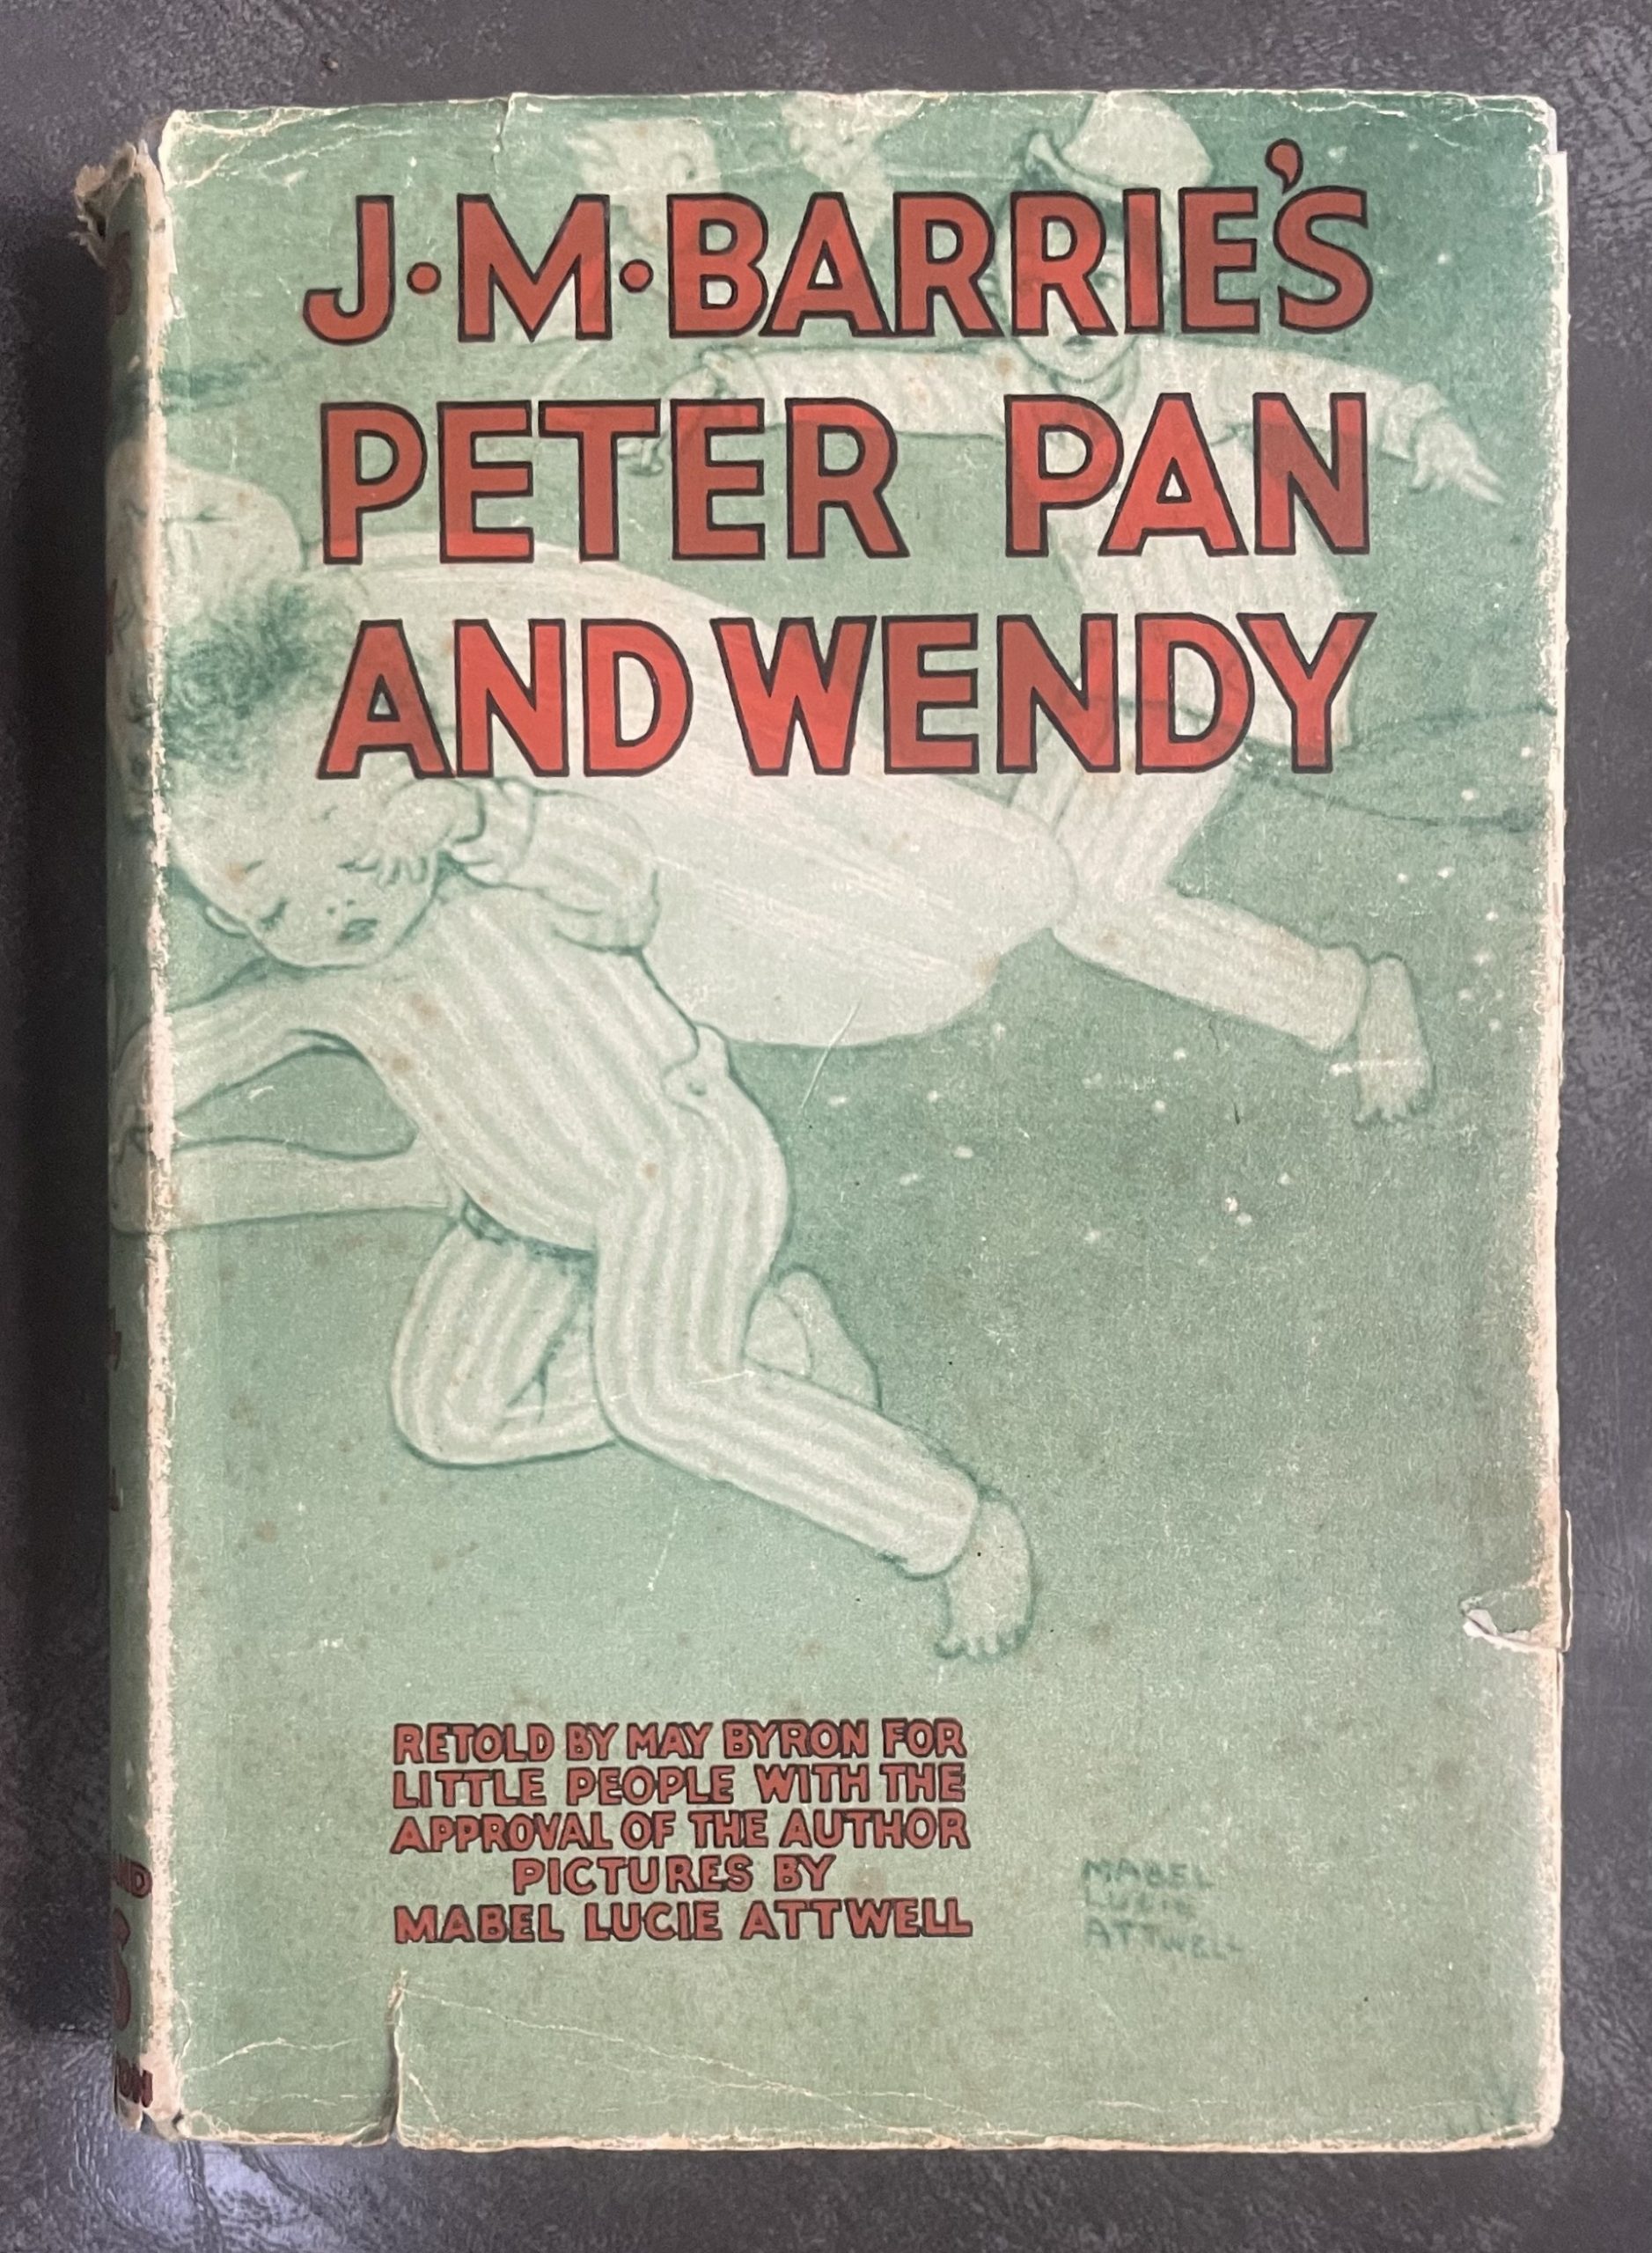 J·M·BARRIE'S
PETER PAN
AND WENDY
RETOLD BY MAY BYRON FOR
LITTLE PEOPLE WITH THE
APPROVAL OF THE AUTHOR
PICTURES BY
MABEL LUCIE ATTWELL
MABEL
LUCIE
ATTWELL